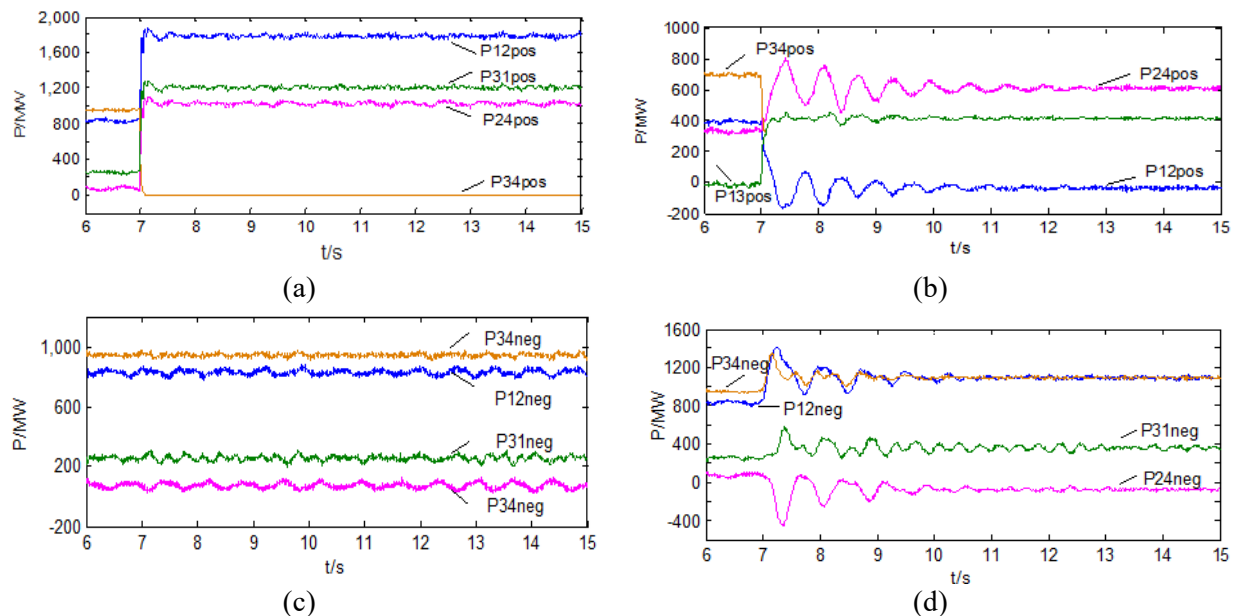 2,000
1,600
1,200
800
400
0
P/MW
P12pos
P31pos
P24pos
P34pos
6 7 8 9 10 11 12 13 14 15
t/s
(a)
1000
800
600
400
200
0
-200
P/MW
P34pos
P24pos
P13pos
P12pos
6 7 8 9 10 11 12 13 14 15
t/s
(b)
1,000
600
200
-200
P/MW
P34neg
P12neg
P31neg
P34neg
6 7 8 9 10 11 12 13 14 15
t/s
(c)
1600
1200
800
400
0
-400
P/MW
P34neg
P12neg
P31neg
P24neg
6 7 8 9 10 11 12 13 14 15
t/s
(d)